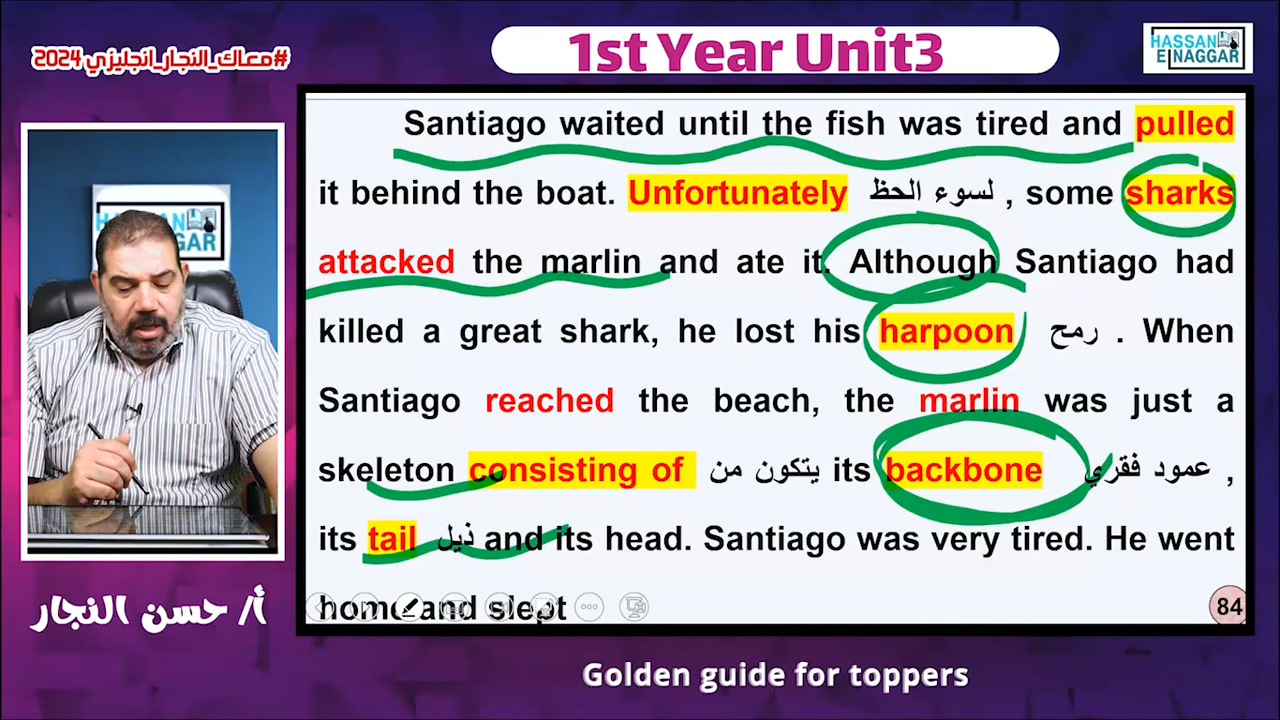 #معاك_النجار_انجليزي 2024
1st Year Unit3
HASSAN
ELNAGGAR
Santiago waited until the fish was tired and pulled
it behind the boat. Unfortunately لسوء الحظ , some sharks
attacked the marlin and ate it. Although Santiago had
killed a great shark, he lost his harpoon رمح . When
Santiago reached the beach, the marlin was just a
skeleton consisting of يتكون من its backbone عمود فقري ,
its tail ذيل and its head. Santiago was very tired. He went
home and slept
84
HASSAN
ELNAGGAR
أ/ حسن النجار
Golden guide for toppers